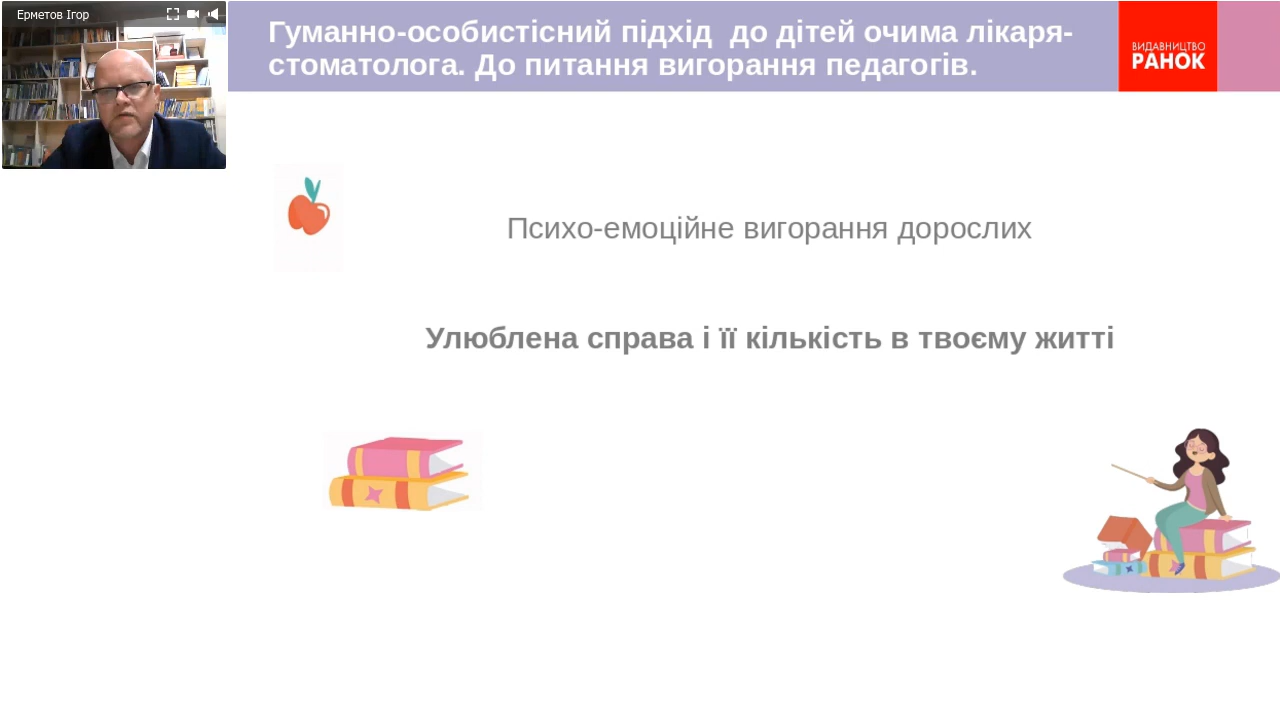 Ерметов Ігор
Гуманно-особистісний підхід до дітей очима лікаря-
стоматолога. До питання вигорання педагогів.
ВИДАВНИЦТВО
РАНОК
Психо-емоційне вигорання дорослих
Улюблена справа і її кількість в твоєму житті